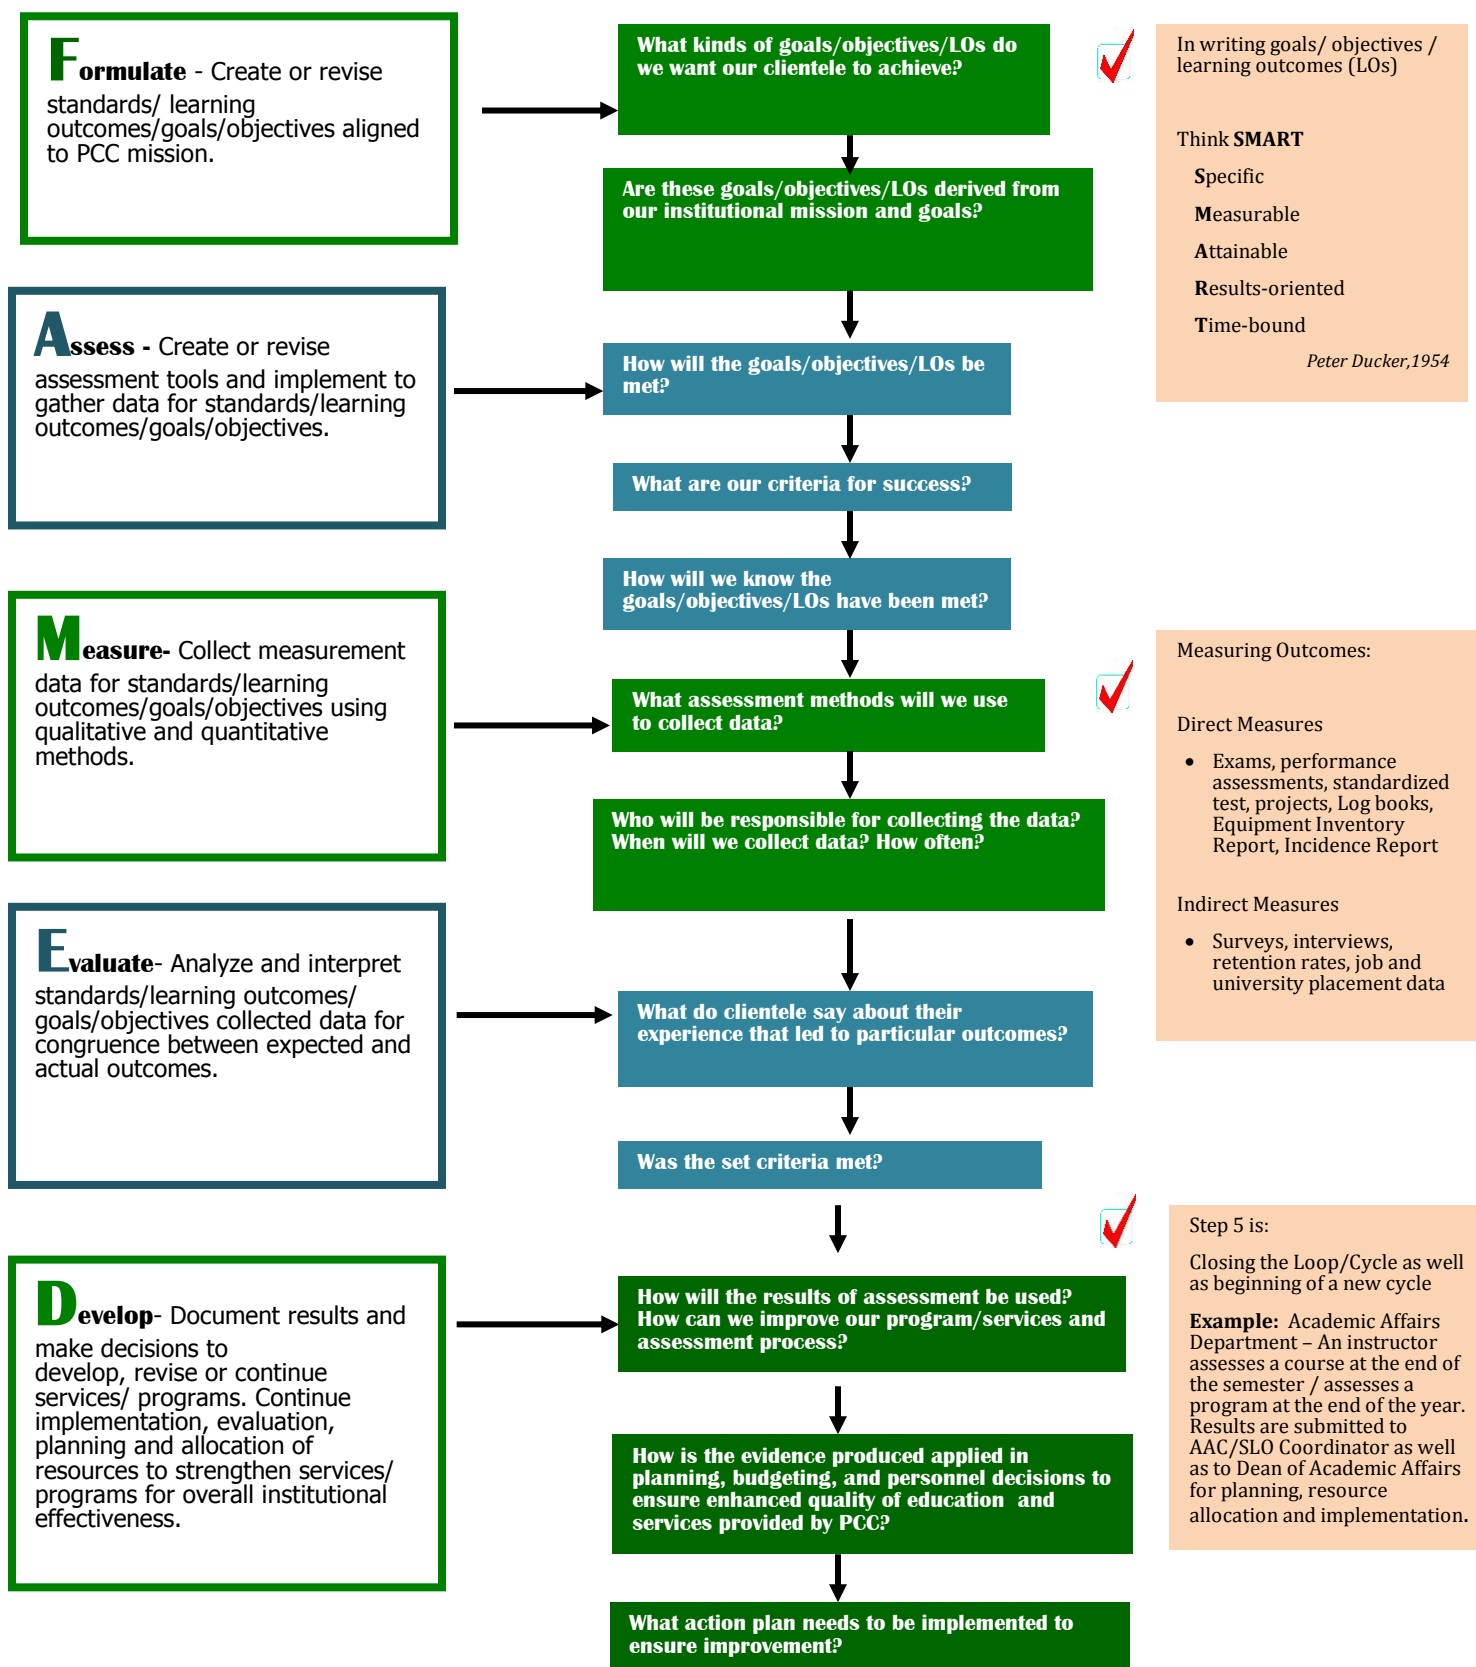 Formulate - Create or revise
standards/ learning
outcomes/goals/objectives aligned
to PCC mission.
What kinds of goals/objectives/LOs do
we want our clientele to achieve?
Are these goals/objectives/LOs derived from
our institutional mission and goals?
In writing goals/ objectives /
learning outcomes (LOs)
Think SMART
Specific
Measurable
Attainable
Results-oriented
Time-bound
Peter Ducker,1954
Assess - Create or revise
assessment tools and implement to
gather data for standards/learning
outcomes/goals/objectives.
How will the goals/objectives/LOs be
met?
What are our criteria for success?
How will we know the
goals/objectives/LOs have been met?
Measure- Collect measurement
data for standards/learning
outcomes/goals/objectives using
qualitative and quantitative
methods.
What assessment methods will we use
to collect data?
Who will be responsible for collecting the data?
When will we collect data? How often?
Measuring Outcomes:
Direct Measures
• Exams, performance
assessments, standardized
test, projects, Log books,
Equipment Inventory
Report, Incidence Report
Indirect Measures
• Surveys, interviews,
retention rates, job and
university placement data
Evaluate- Analyze and interpret
standards/learning outcomes/
goals/objectives collected data for
congruence between expected and
actual outcomes.
What do clientele say about their
experience that led to particular outcomes?
Was the set criteria met?
Develop- Document results and
make decisions to
develop, revise or continue
services/ programs. Continue
implementation, evaluation,
planning and allocation of
resources to strengthen services/
programs for overall institutional
effectiveness.
How will the results of assessment be used?
How can we improve our program/services and
assessment process?
How is the evidence produced applied in
planning, budgeting, and personnel decisions to
ensure enhanced quality of education and
services provided by PCC?
What action plan needs to be implemented to
ensure improvement?
Step 5 is:
Closing the Loop/Cycle as well
as beginning of a new cycle
Example: Academic Affairs
Department – An instructor
assesses a course at the end of
the semester / assesses a
program at the end of the year.
Results are submitted to
AAC/SLO Coordinator as well
as to Dean of Academic Affairs
for planning, resource
allocation and implementation.